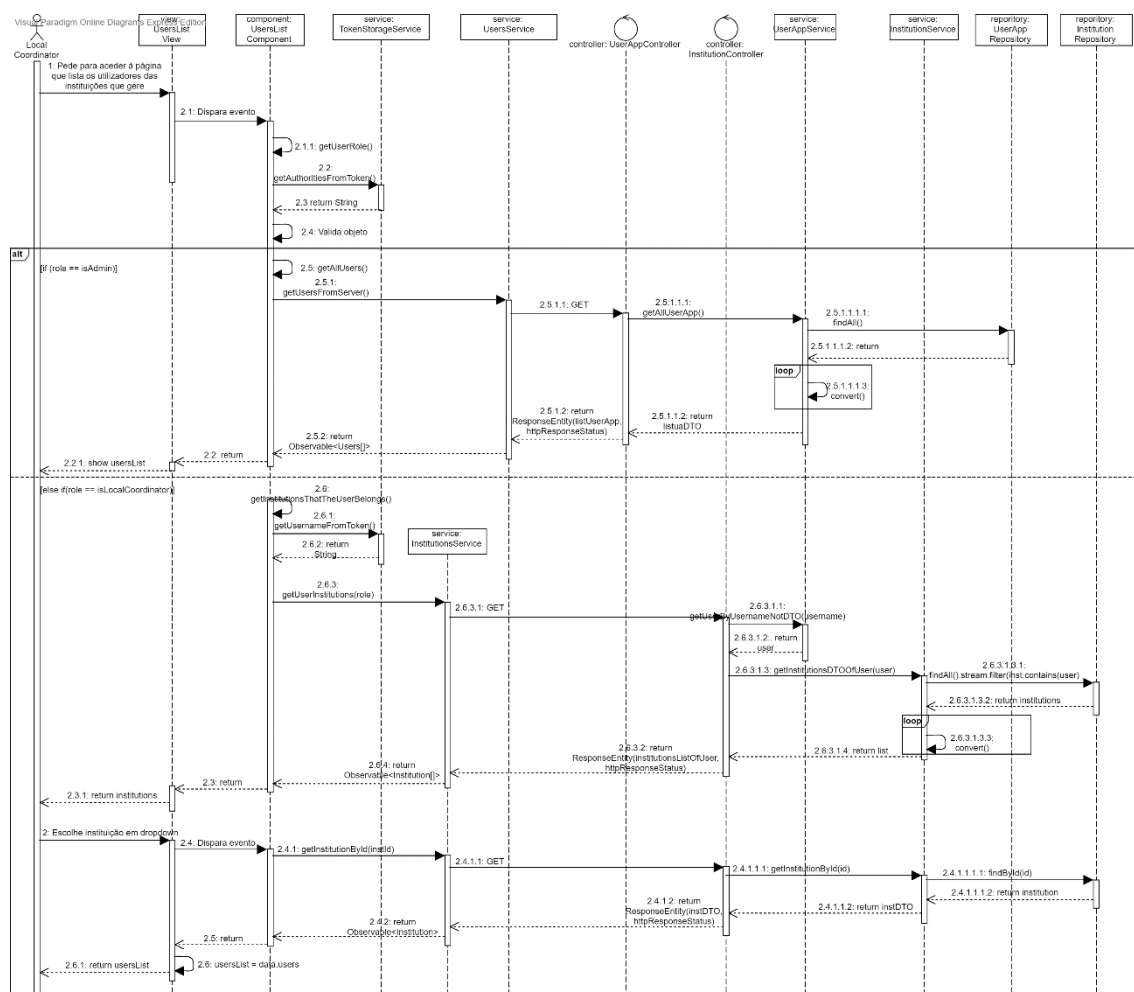 Visual Paradigm Online Diagrams Express Edition
Local
Coordinator
view:
UsersList
View
component:
UsersList
Component
service:
TokenStorageService
service:
UsersService
controller: UserAppController
controller:
InstitutionController
service:
UserAppService
service:
InstitutionService
reporitory:
UserApp
Repository
reporitory:
Institution
Repository
1: Pede para aceder á página
que lista os utilizadores das
instituições que gere
2.1: Dispara evento
2.1.1: getUserRole()
2.2:
getAuthoritiesFromToken()
2.3 return String
2.4: Valida objeto
alt
[if (role == isAdmin)]
2.5: getAllUsers()
2.5.1:
getUsersFromServer()
2.5.1.1: GET
2.5.1.1.1:
getAllUserApp()
2.5.1.1.1.1:
findAll()
2.5.1.1.1.2: return
loop
2.5.1.1.1.3:
convert()
2.5.1.1.2: return
listuaDTO
2.5.1.2: return
ResponseEntity(listUserApp,
httpResponseStatus)
2.5.2: return
Observable<Users[]>
2.2: return
2.2.1: show usersList
[else if(role == isLocalCoordinator)]
2.6:
getInstitutionsThatTheUserBelongs()
2.6.1:
getUsernameFromToken()
2.6.2: return
String
service:
InstitutionsService
2.6.3:
getUserInstitutions(role)
2.6.3.1: GET
2.6.3.1.1:
getUserByUsernameNotDTO(username)
2.6.3.1.2:. return
user
2.6.3.1.3: getInstitutionsDTOOfUser(user)
2.6.3.1.3.1:
findAll().stream.filter(inst.contains(user)
2.6.3.1.3.2: return institutions
loop
2.6.3.1.3.3:
convert()
2.6.3.1.4: return list
2.6.3.2: return
ResponseEntity(institutionsListOfUser,
httpResponseStatus)
2.6.4: return
Observable<Institution[]>
2.3: return
2.3.1: return institutions
2: Escolhe instituição em dropdown
2.4: Dispara evento
2.4.1: getInstitutionById(instId)
2.4.1.1: GET
2.4.1.1.1: getInstitutionById(id)
2.4.1.1.1.1: findById(id)
2.4.1.1.1.2: return institution
2.4.1.1.2: return instDTO
2.4.1.2: return
ResponseEntity(instDTO,
httpResponseStatus)
2.4.2: return
Observable<Institution>
2.5: return
2.6: usersList = data.users
2.6.1: return usersList